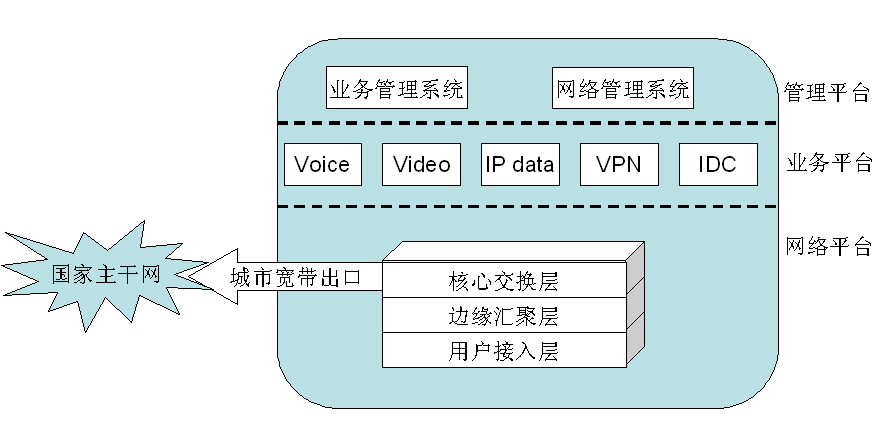 业务管理系统
网络管理系统
管理平台
Voice
Video
IP data
VPN
IDC
业务平台
网络平台
国家主干网
城市宽带出口
核心交换层
边缘汇聚层
用户接入层